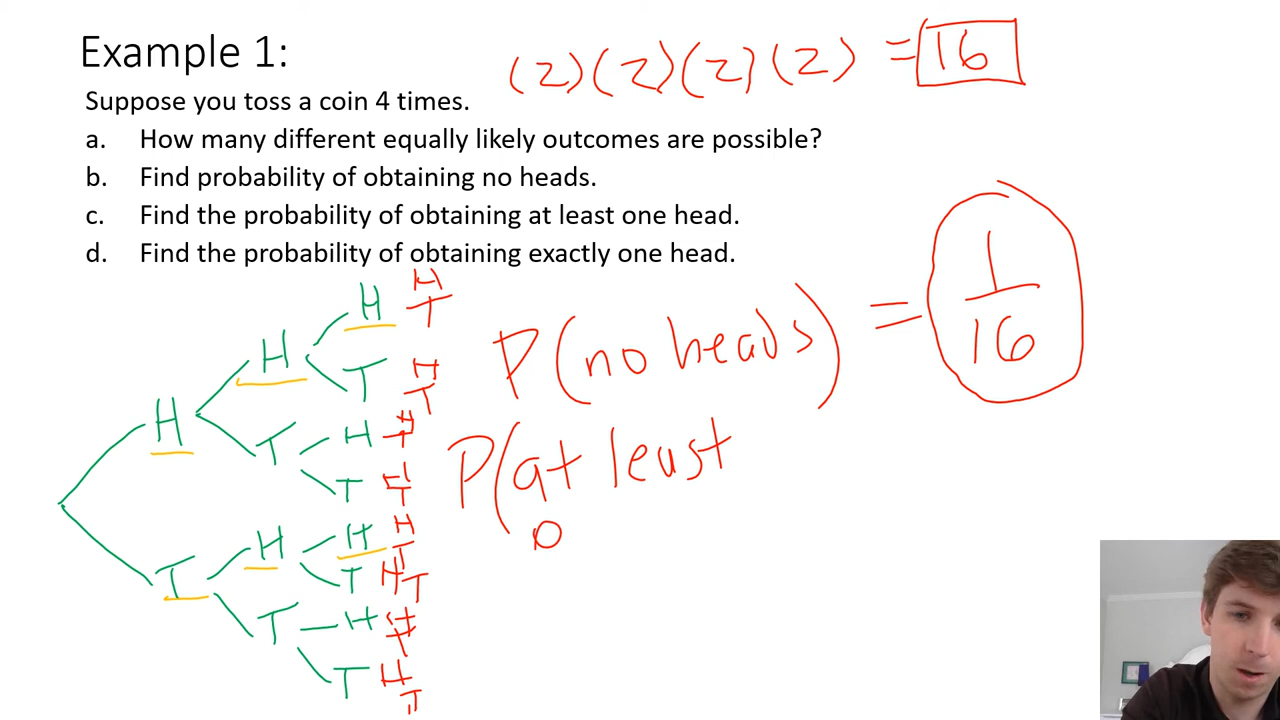 Example 1:
(2)(2)(2)(2) = 16
Suppose you toss a coin 4 times.
a. How many different equally likely outcomes are possible?
b. Find probability of obtaining no heads.
c. Find the probability of obtaining at least one head.
d. Find the probability of obtaining exactly one head.
H
H T
H
T H
T
P(no heads) = 1/16
H
T H
T
P(at least
o
T H
T
H H
T
T H T
T
T H H
T
T H
T